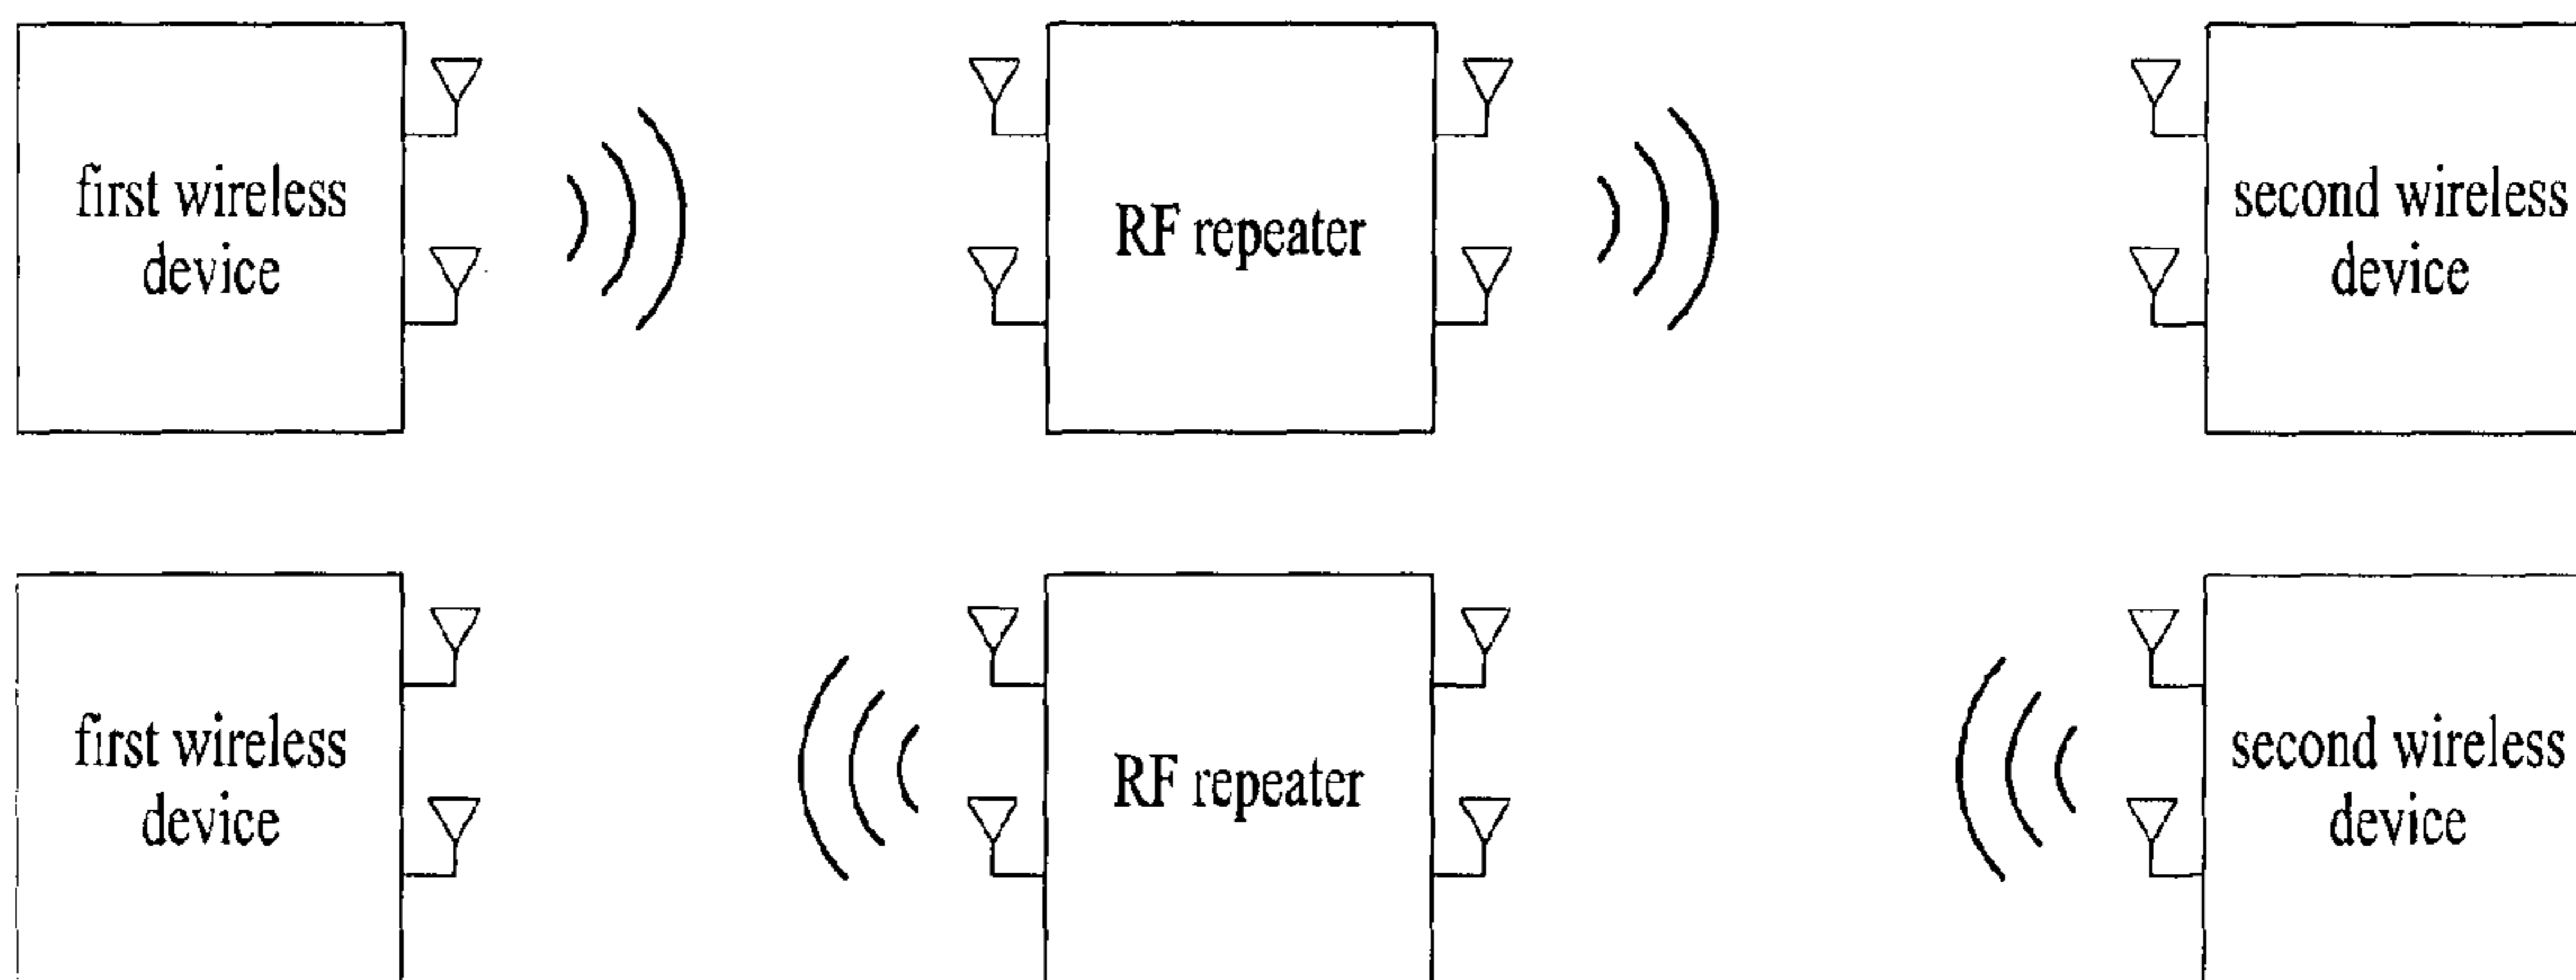 first wireless
device
RF repeater
second wireless
device
first wireless
device
RF repeater
second wireless
device